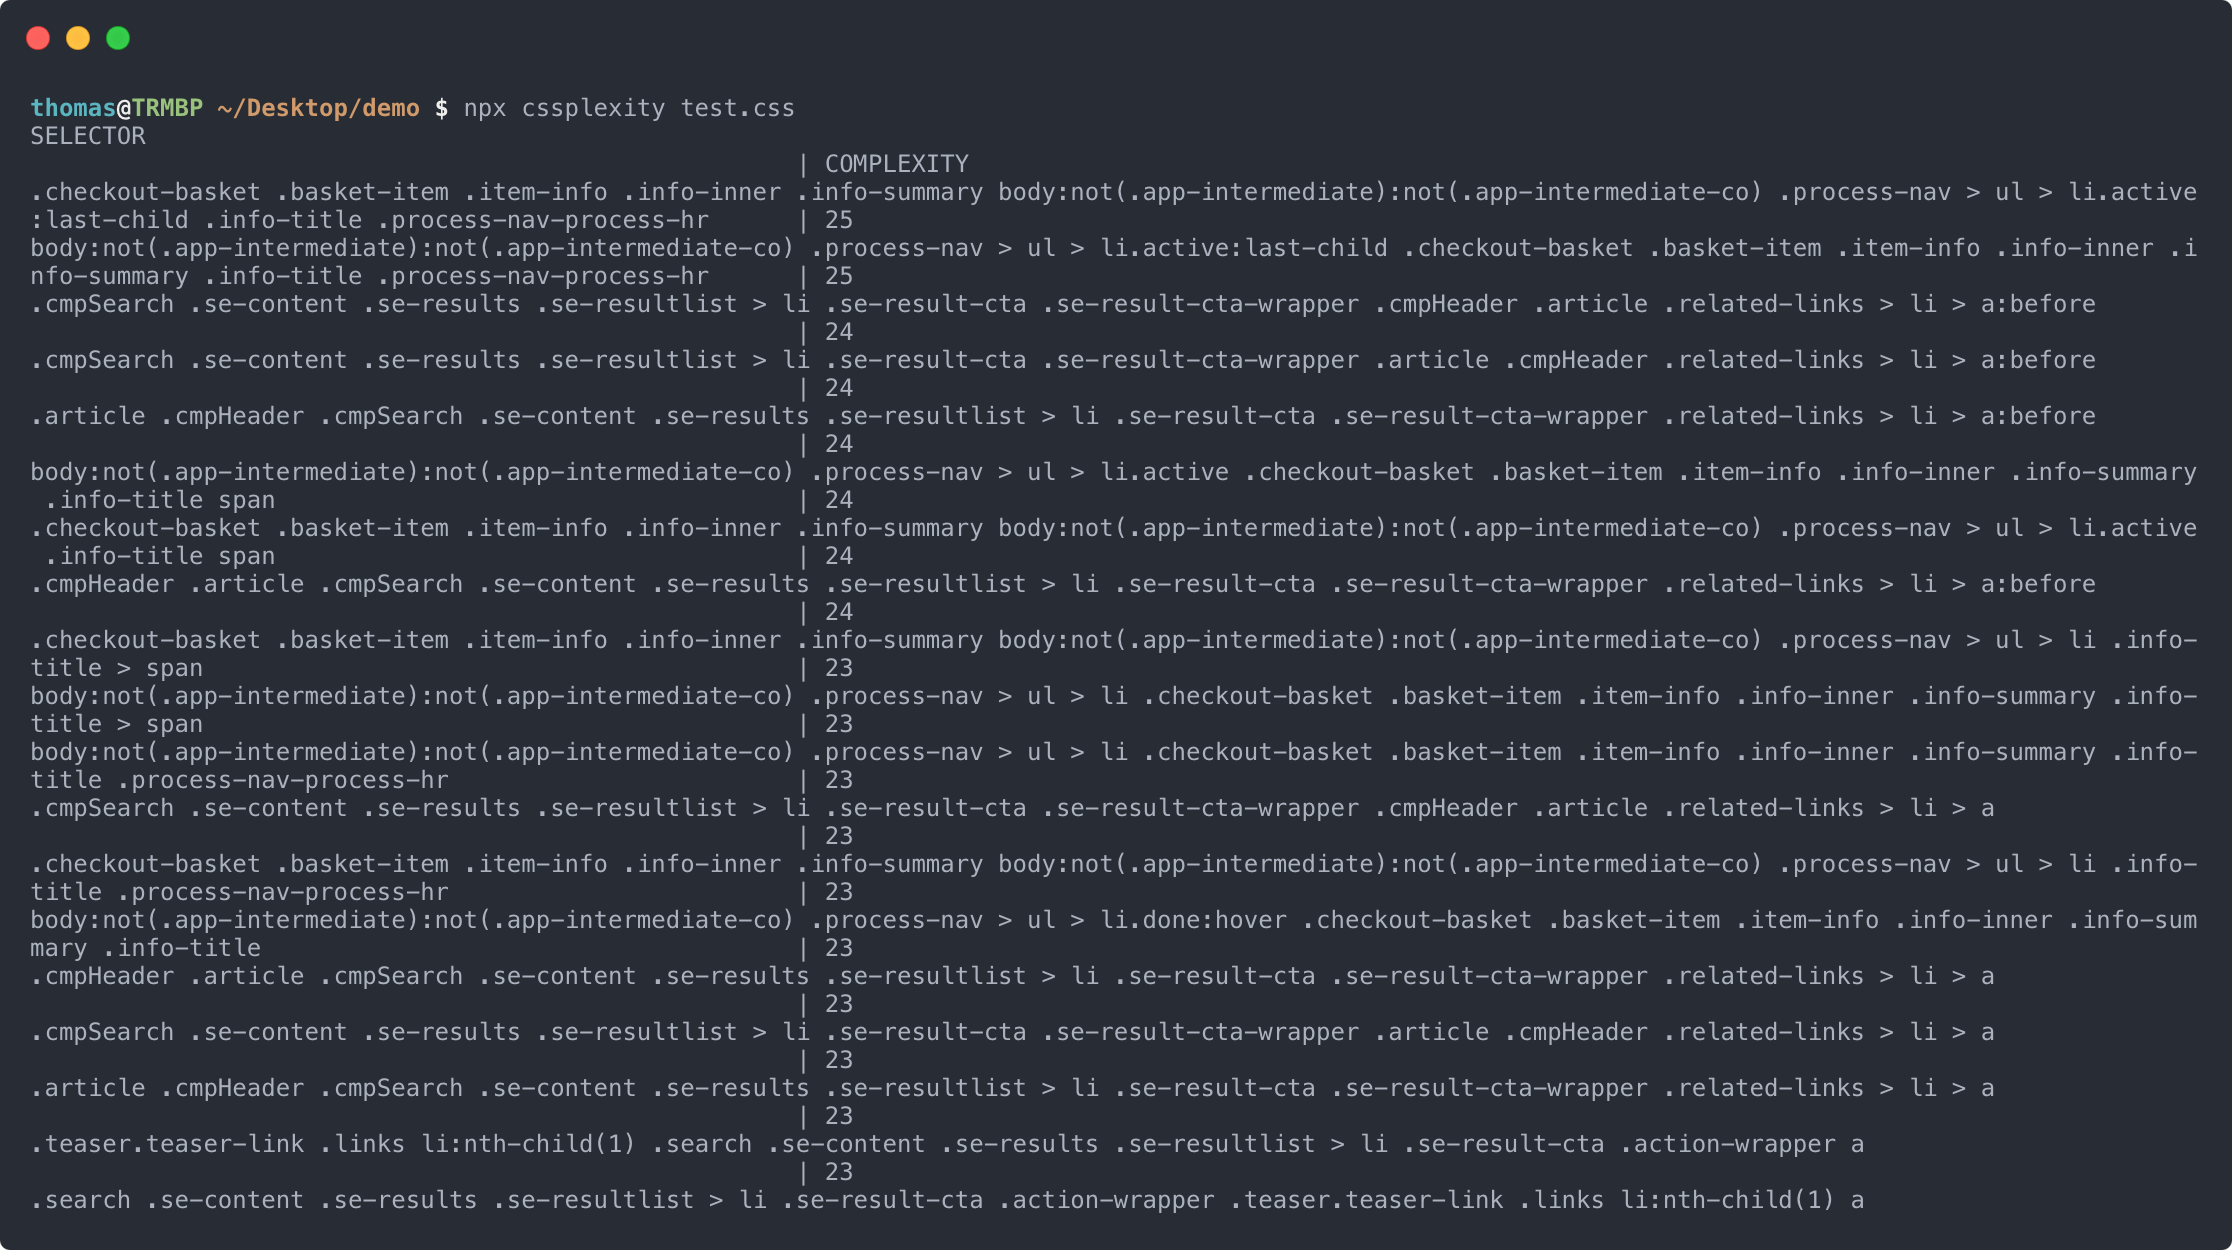 thomas@TRMBP ~/Desktop/demo $ npx cssplexity test.css
SELECTOR
| COMPLEXITY
.checkout-basket .basket-item .item-info .info-inner .info-summary body:not(.app-intermediate):not(.app-intermediate-co) .process-nav > ul > li.active
:last-child .info-title .process-nav-process-hr | 25
body:not(.app-intermediate):not(.app-intermediate-co) .process-nav > ul > li.active:last-child .checkout-basket .basket-item .item-info .info-inner .i
nfo-summary .info-title .process-nav-process-hr | 25
.cmpSearch .se-content .se-results .se-resultlist > li .se-result-cta .se-result-cta-wrapper .cmpHeader .article .related-links > li > a:before
| 24
.cmpSearch .se-content .se-results .se-resultlist > li .se-result-cta .se-result-cta-wrapper .article .cmpHeader .related-links > li > a:before
| 24
.article .cmpHeader .cmpSearch .se-content .se-results .se-resultlist > li .se-result-cta .se-result-cta-wrapper .related-links > li > a:before
| 24
body:not(.app-intermediate):not(.app-intermediate-co) .process-nav > ul > li.active .checkout-basket .basket-item .item-info .info-inner .info-summary
.info-title span | 24
.checkout-basket .basket-item .item-info .info-inner .info-summary body:not(.app-intermediate):not(.app-intermediate-co) .process-nav > ul > li.active
.info-title span | 24
.cmpHeader .article .cmpSearch .se-content .se-results .se-resultlist > li .se-result-cta .se-result-cta-wrapper .related-links > li > a:before
| 24
.checkout-basket .basket-item .item-info .info-inner .info-summary body:not(.app-intermediate):not(.app-intermediate-co) .process-nav > ul > li .info-
title > span | 23
body:not(.app-intermediate):not(.app-intermediate-co) .process-nav > ul > li .checkout-basket .basket-item .item-info .info-inner .info-summary .info-
title > span | 23
body:not(.app-intermediate):not(.app-intermediate-co) .process-nav > ul > li .checkout-basket .basket-item .item-info .info-inner .info-summary .info-
title .process-nav-process-hr | 23
.cmpSearch .se-content .se-results .se-resultlist > li .se-result-cta .se-result-cta-wrapper .cmpHeader .article .related-links > li > a
| 23
.checkout-basket .basket-item .item-info .info-inner .info-summary body:not(.app-intermediate):not(.app-intermediate-co) .process-nav > ul > li .info-
title .process-nav-process-hr | 23
body:not(.app-intermediate):not(.app-intermediate-co) .process-nav > ul > li.done:hover .checkout-basket .basket-item .item-info .info-inner .info-sum
mary .info-title | 23
.cmpHeader .article .cmpSearch .se-content .se-results .se-resultlist > li .se-result-cta .se-result-cta-wrapper .related-links > li > a
| 23
.cmpSearch .se-content .se-results .se-resultlist > li .se-result-cta .se-result-cta-wrapper .article .cmpHeader .related-links > li > a
| 23
.article .cmpHeader .cmpSearch .se-content .se-results .se-resultlist > li .se-result-cta .se-result-cta-wrapper .related-links > li > a
| 23
.teaser.teaser-link .links li:nth-child(1) .search .se-content .se-results .se-resultlist > li .se-result-cta .action-wrapper a
| 23
.search .se-content .se-results .se-resultlist > li .se-result-cta .action-wrapper .teaser.teaser-link .links li:nth-child(1) a